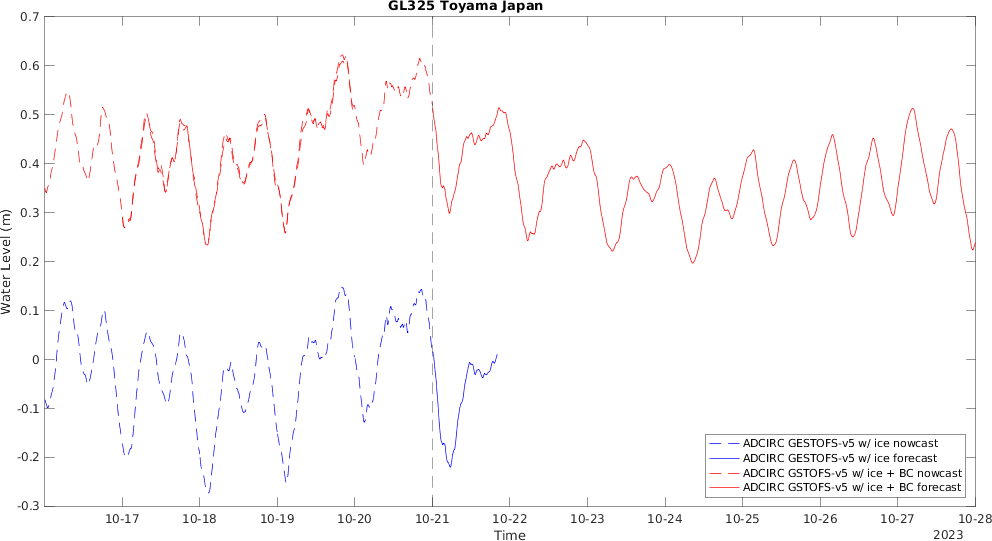 GL325 Toyama Japan
0.7
0.6
0.5
0.4
0.3
0.2
0.1
0
-0.1
-0.2
-0.3
Water Level (m)
10-17 10-18 10-19 10-20 10-21 10-22 10-23 10-24 10-25 10-26 10-27 10-28
Time
2023
ADCIRC GESTOFS-v5 w/ ice nowcast
ADCIRC GESTOFS-v5 w/ ice forecast
ADCIRC GSTOFS-v5 w/ ice + BC nowcast
ADCIRC GSTOFS-v5 w/ ice + BC forecast